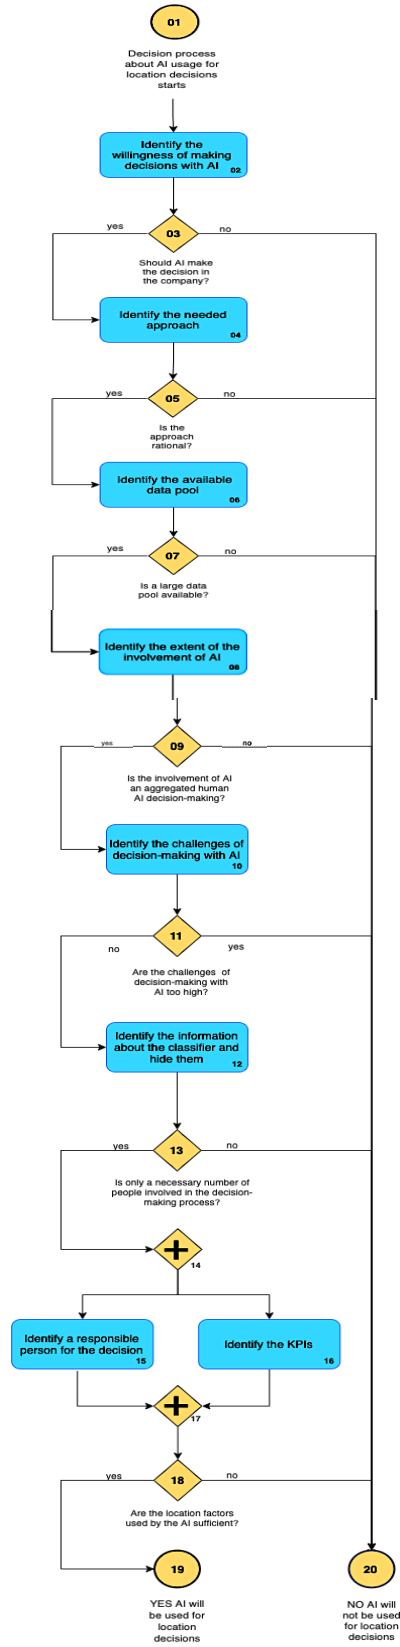 01
Decision process
about AI usage for
location decisions
starts
Identify the
willingness of making
decisions with AI
02
yes
03
no
Should AI make
the decision in
the company?
Identify the needed
approach
04
yes
05
no
Is the
approach
rational?
Identify the available
data pool
06
yes
07
no
Is a large data
pool available?
Identify the extent of the
involvement of AI
08
yes
09
no
Is the involvement of AI
an aggregated human
AI decision-making?
Identify the challenges of
decision-making with AI
10
no
11
yes
Are the challenges of
decision-making with
AI too high?
Identify the information
about the classifier and
hide them
12
yes
13
no
Is only a necessary number of
people involved in the decision-
making process?
14
Identify a responsible
person for the decision
15
Identify the KPIs
16
17
yes
18
no
Are the location factors
used by the AI sufficient?
19
20
YES AI will
be used for
location
decisions
NO AI will
not be used
for location
decisions